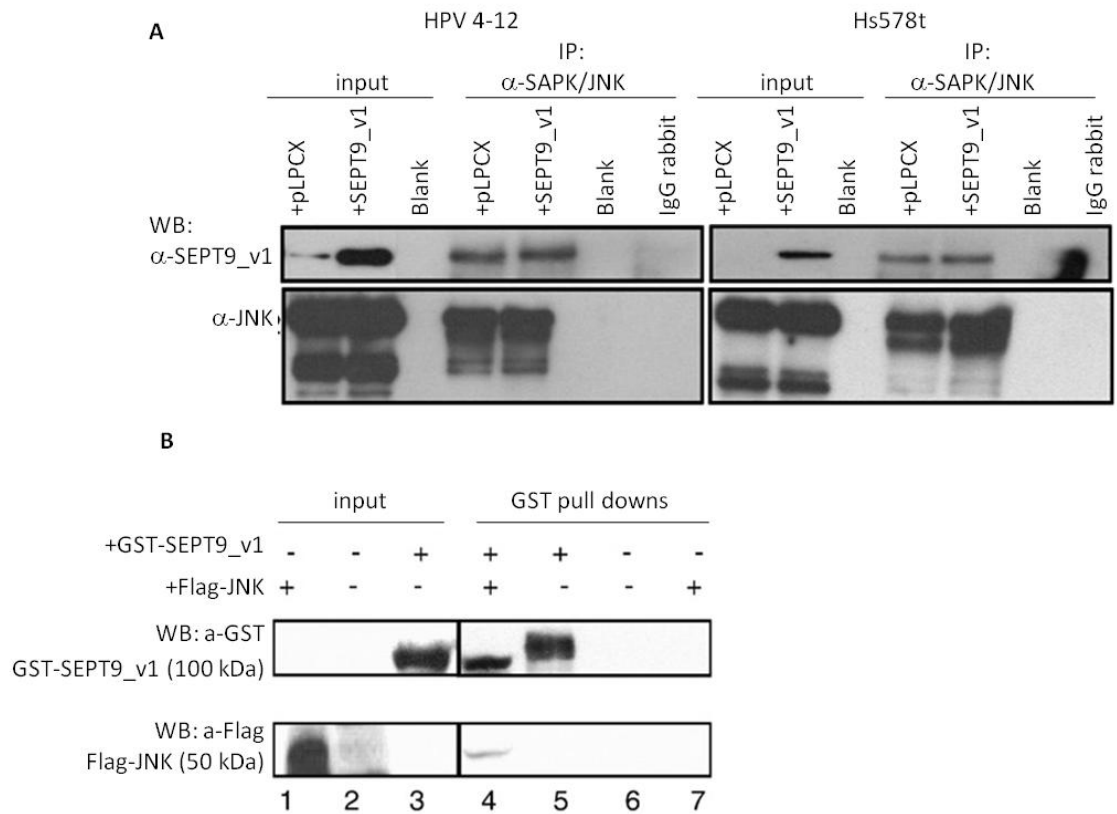 A
HPV 4-12
Hs578t
IP:
IP:
input
α-SAPK/JNK
input
α-SAPK/JNK
+pLPCX
+SEPT9_v1
Blank
+pLPCX
+SEPT9_v1
Blank
IgG rabbit
+pLPCX
+SEPT9_v1
Blank
+pLPCX
+SEPT9_v1
Blank
IgG rabbit
WB:
α-SEPT9_v1
α-JNK
B
input
GST pull downs
+GST-SEPT9_v1 - - + + + - -
+Flag-JNK + - - + - - +
WB: a-GST
GST-SEPT9_v1 (100 kDa)
WB: a-Flag
Flag-JNK (50 kDa)
1 2 3 4 5 6 7